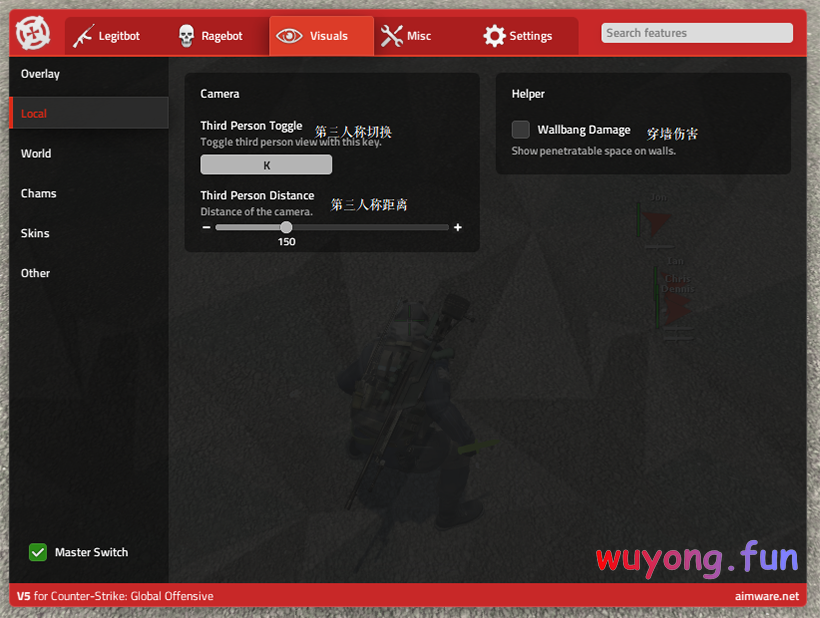 Legitbot
Ragebot
Visuals
Misc
Settings
Search features
Overlay
Local
World
Chams
Skins
Other
Master Switch
Camera
Third Person Toggle 第三人称切换
Toggle third person view with this key.
K
Third Person Distance 第三人称距离
Distance of the camera.
150
Helper
Wallbang Damage 穿墙伤害
Show penetratable space on walls.
Ian
Chris
Dennis
wuyong.fun
V5 for Counter-Strike: Global Offensive
aimware.net